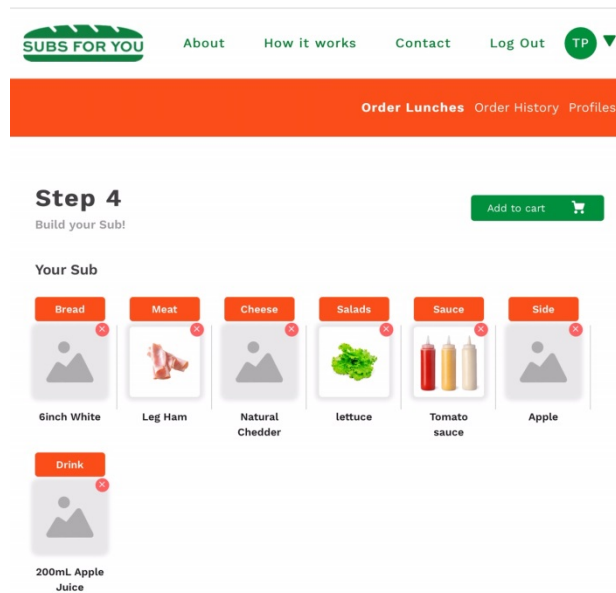 SUBS FOR YOU
About How it works Contact Log Out TP
Order Lunches Order History Profiles
Step 4
Build your Sub!
Add to cart
Your Sub
Bread Meat Cheese Salads Sauce Side
6inch White Leg Ham Natural Chedder lettuce Tomato sauce Apple
Drink
200mL Apple
Juice